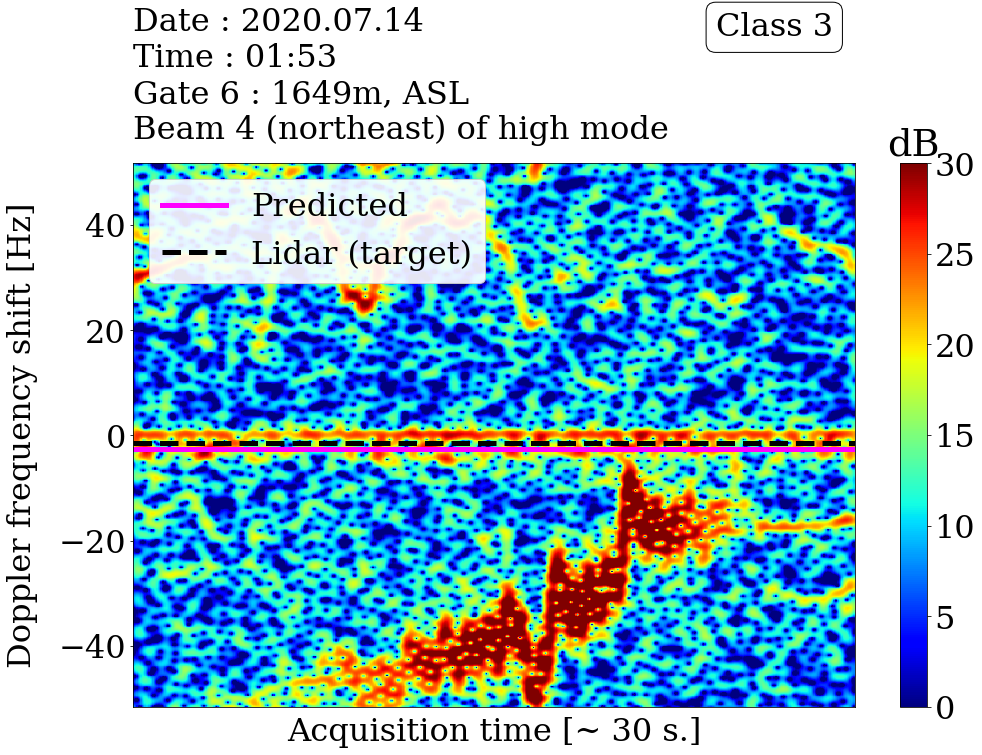 Date : 2020.07.14
Class 3
Time : 01:53
Gate 6 : 1649m, ASL
Beam 4 (northeast) of high mode
dB
30
25
20
15
10
5
0
Predicted
Lidar (target)
40
20
0
−20
−40
Doppler frequency shift [Hz]
Acquisition time [~ 30 s.]